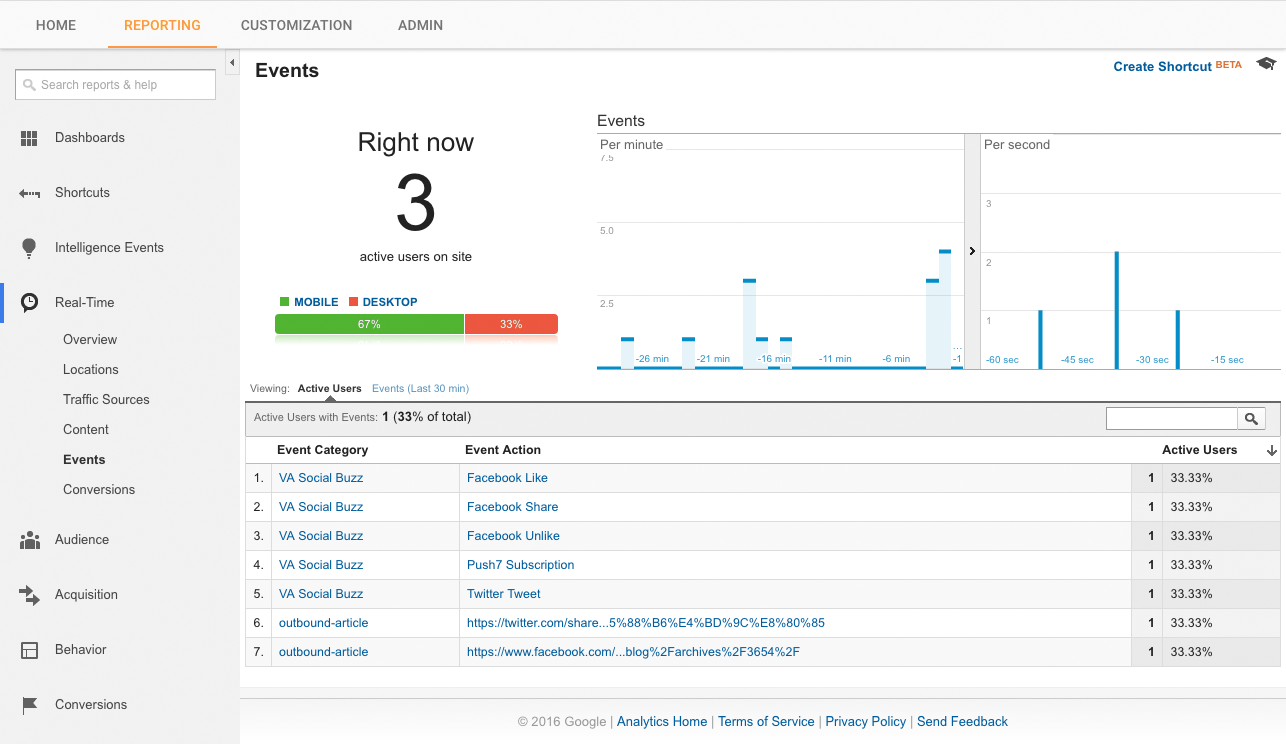 HOME REPORTING CUSTOMIZATION ADMIN
Search reports & help
Dashboards
Shortcuts
Intelligence Events
Real-Time
Overview
Locations
Traffic Sources
Content
Events
Conversions
Audience
Acquisition
Behavior
Conversions
Events
Create Shortcut BETA
Right now
3
active users on site
MOBILE DESKTOP
67% 33%
Events
Per minute
7.5
5.0
2.5
-26 min -21 min -16 min -11 min -6 min ... -1
Per second
3
2
1
-60 sec -45 sec -30 sec -15 sec
Viewing: Active Users Events (Last 30 min)
Active Users with Events: 1 (33% of total)
Event Category Event Action Active Users
1. VA Social Buzz Facebook Like 1 33.33%
2. VA Social Buzz Facebook Share 1 33.33%
3. VA Social Buzz Facebook Unlike 1 33.33%
4. VA Social Buzz Push7 Subscription 1 33.33%
5. VA Social Buzz Twitter Tweet 1 33.33%
6. outbound-article https://twitter.com/share...5%88%B6%E4%BD%9C%E8%80%85 1 33.33%
7. outbound-article https://www.facebook.com/...blog%2Farchives%2F3654%2F 1 33.33%
© 2016 Google | Analytics Home | Terms of Service | Privacy Policy | Send Feedback